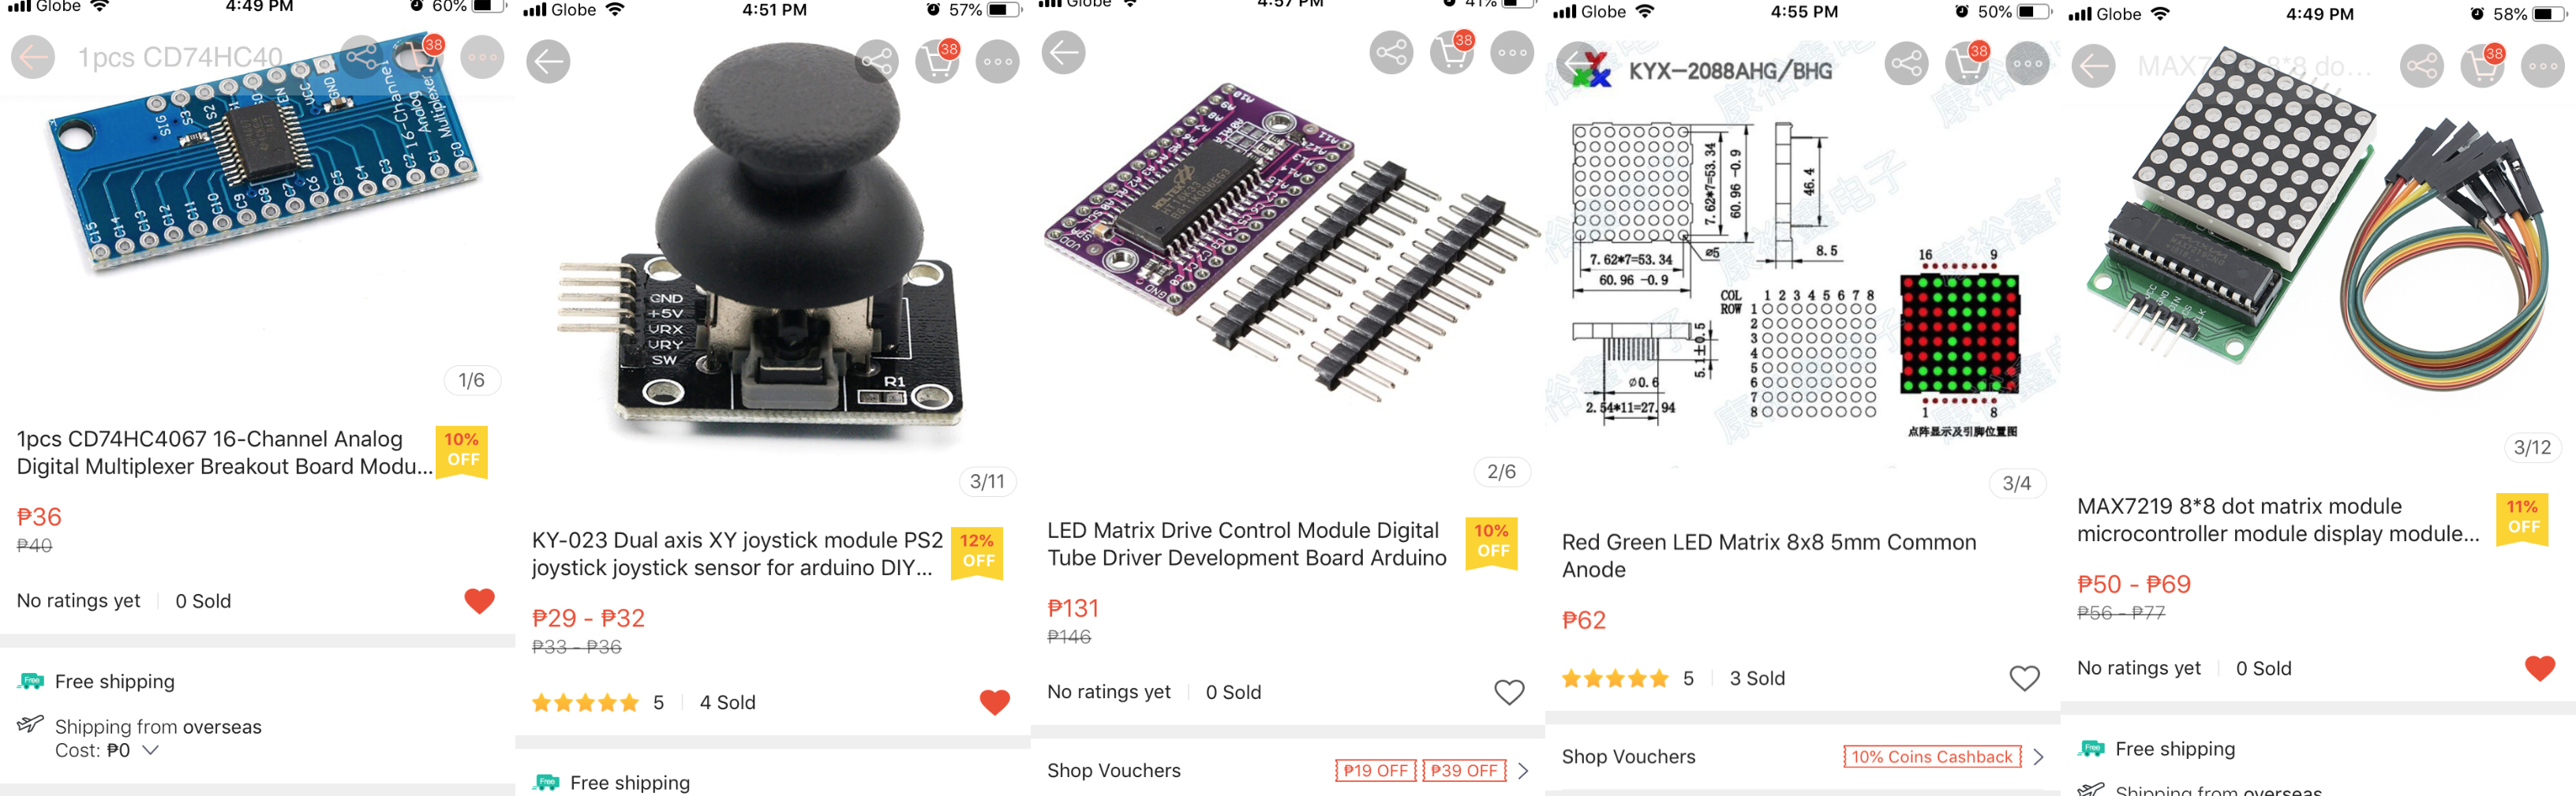 Globe
4:49 PM
60%
1pcs CD74HC40
38
SIG
S3
S2
EN
VCC
GND
16-Channel
Analog
Multiplexer
C15
C14
C13
C12
C11
C10
C9
C8
C7
C6
C5
C4
C3
C2
C1
C0
1/6
1pcs CD74HC4067 16-Channel Analog
Digital Multiplexer Breakout Board Modu...
10%
OFF
₱36
₱40
No ratings yet
0 Sold
Free
Free shipping
Shipping from overseas
Cost: ₱0
Globe
4:51 PM
57%
38
GND
+5V
VRX
VRY
SW
R1
3/11
KY-023 Dual axis XY joystick module PS2
joystick joystick sensor for arduino DIY...
12%
OFF
₱29 - ₱32
₱33 - ₱36
5
4 Sold
Free
Free shipping
Globe
4:57 PM
41%
38
2/6
LED Matrix Drive Control Module Digital
Tube Driver Development Board Arduino
10%
OFF
₱131
₱146
No ratings yet
0 Sold
Shop Vouchers
₱19 OFF
₱39 OFF
Globe
4:55 PM
50%
38
KYX-2088AHG/BHG
7.62*7=53.34
60.96 -0.9
46.4
8.5
ø5
7.62*7=53.34
60.96 -0.9
5.1±0.5
Ø0.6
2.54*11=27.94
COL
ROW
1 2 3 4 5 6 7 8
1
2
3
4
5
6
7
8
16
9
1
8
点阵显示及引脚位置图
3/4
Red Green LED Matrix 8x8 5mm Common
Anode
₱62
5
3 Sold
Shop Vouchers
10% Coins Cashback
Globe
4:49 PM
58%
38
3/12
MAX7219 8*8 dot matrix module
microcontroller module display module...
11%
OFF
₱50 - ₱69
₱56 - ₱77
No ratings yet
0 Sold
Free
Free shipping
Shipping from overseas